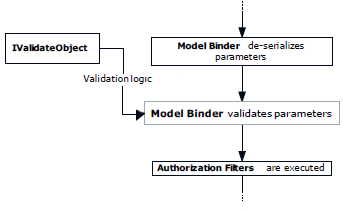 IValidateObject
Model Binder de-serializes
parameters
Validation logic
Model Binder validates parameters
Authorization Filters are executed